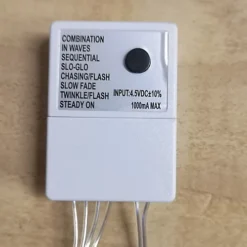 COMBINATION
IN WAVES
SEQUENTIAL
SLO-GLO
CHASING/FLASH
SLOW FADE
TWINKLE/FLASH
STEADY ON
INPUT:4.5VDC±10%
1000mA MAX